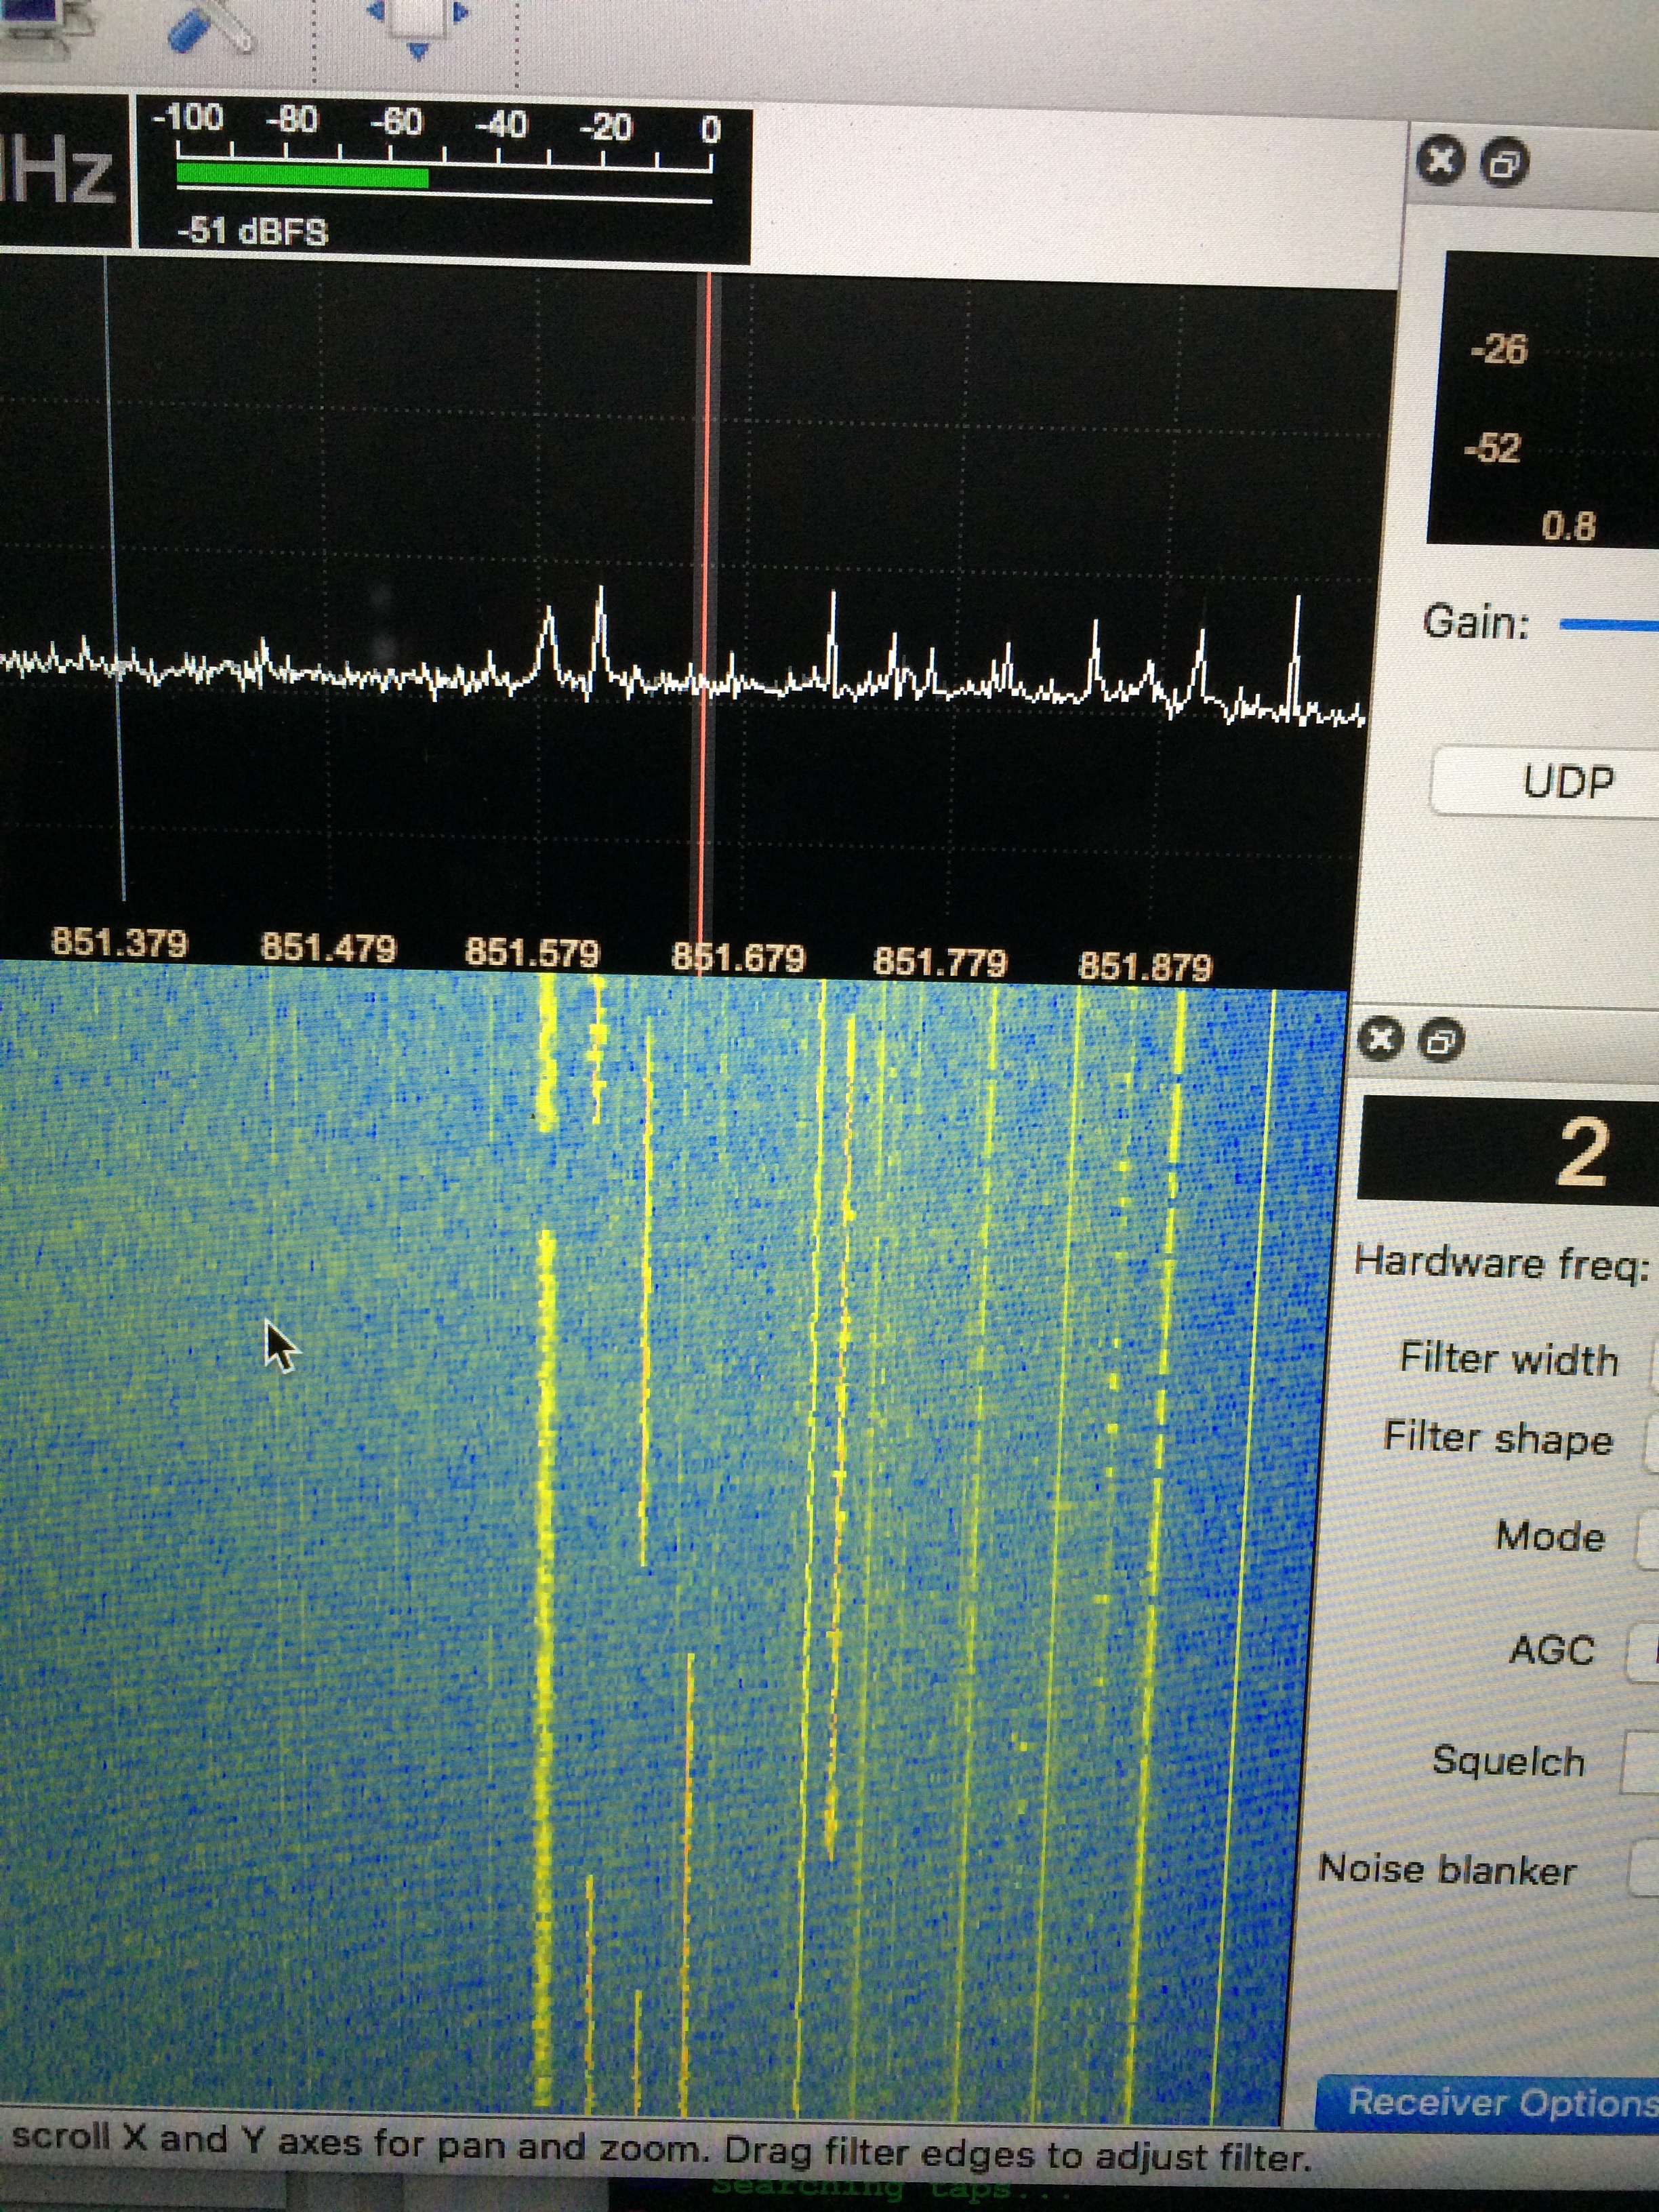 Hz
-100 -80 -60 -40 -20 0
-51 dBFS
-26
-52
0.8
Gain:
UDP
851.379 851.479 851.579 851.679 851.779 851.879
2
Hardware freq:
Filter width
Filter shape
Mode
AGC
Squelch
Noise blanker
Receiver Options
scroll X and Y axes for pan and zoom. Drag filter edges to adjust filter.
Searching taps...